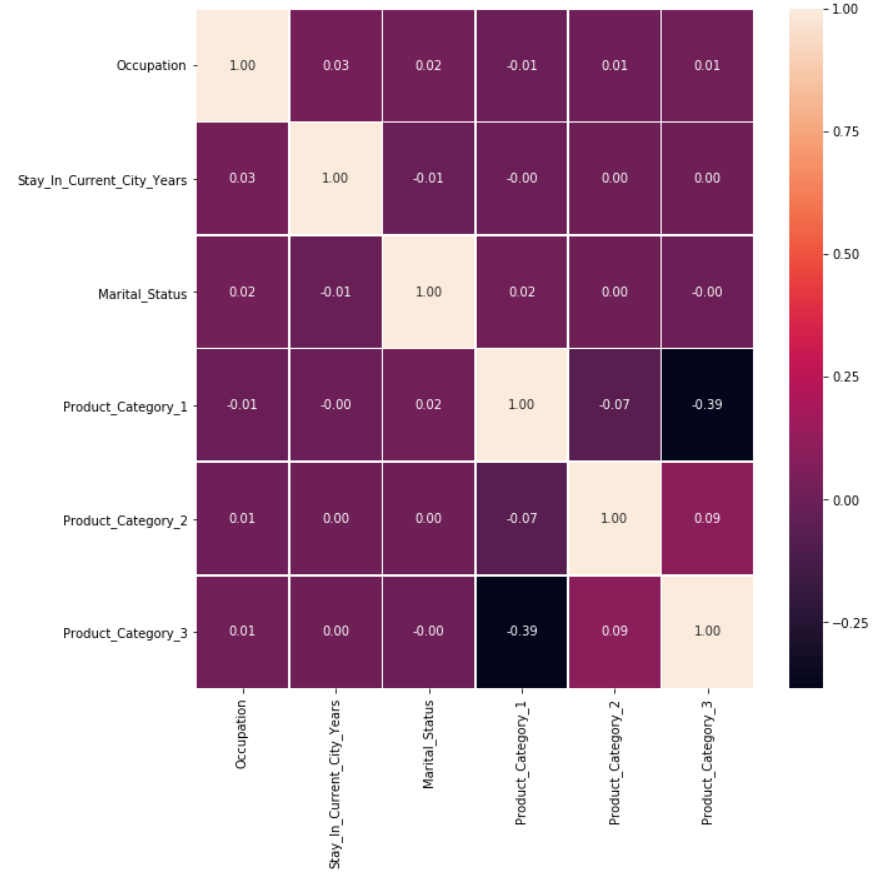 Occupation 1.00 0.03 0.02 -0.01 0.01 0.01
Stay_In_Current_City_Years 0.03 1.00 -0.01 -0.00 0.00 0.00
Marital_Status 0.02 -0.01 1.00 0.02 0.00 -0.00
Product_Category_1 -0.01 -0.00 0.02 1.00 -0.07 -0.39
Product_Category_2 0.01 0.00 0.00 -0.07 1.00 0.09
Product_Category_3 0.01 0.00 -0.00 -0.39 0.09 1.00
Occupation
Stay_In_Current_City_Years
Marital_Status
Product_Category_1
Product_Category_2
Product_Category_3
1.00
0.75
0.50
0.25
0.00
−0.25